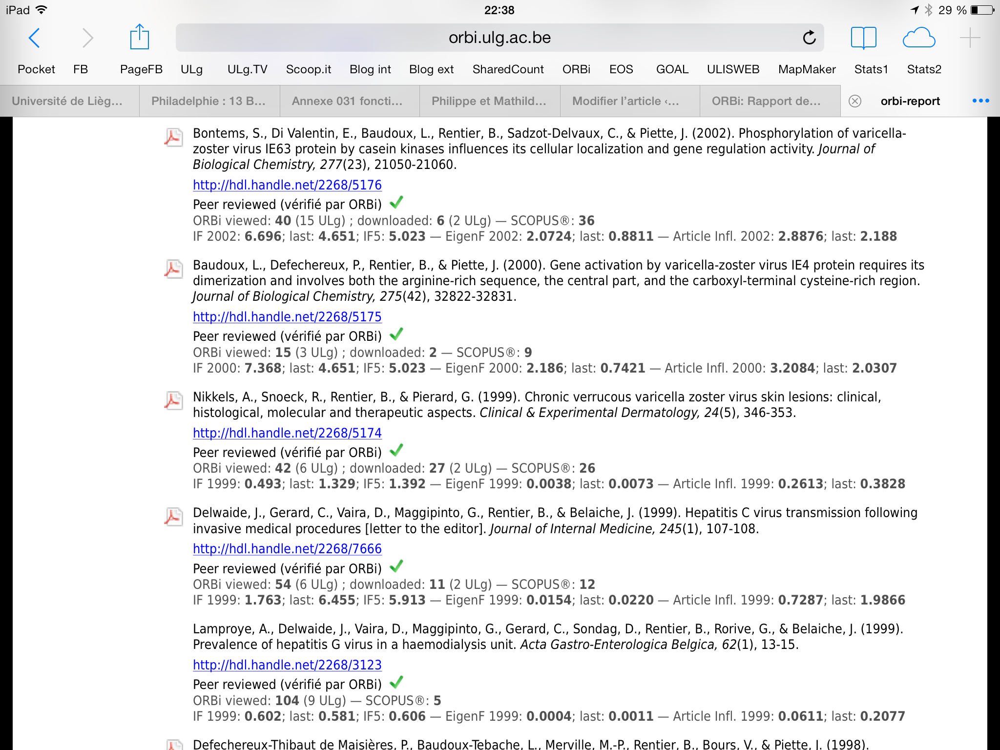 iPad 22:38 29 %
orbi.ulg.ac.be
Pocket FB PageFB ULg ULg.TV Scoop.it Blog int Blog ext SharedCount ORBi EOS GOAL ULISWEB MapMaker Stats1 Stats2
Université de Lièg... Philadelphie : 13 B... Annexe 031 foncti... Philippe et Mathild... Modifier l’article ‹... ORBi: Rapport de... orbi-report
Bontems, S., Di Valentin, E., Baudoux, L., Rentier, B., Sadzot-Delvaux, C., & Piette, J. (2002). Phosphorylation of varicella-
zoster virus IE63 protein by casein kinases influences its cellular localization and gene regulation activity. Journal of
Biological Chemistry, 277(23), 21050-21060.
http://hdl.handle.net/2268/5176
Peer reviewed (vérifié par ORBi)
ORBi viewed: 40 (15 ULg) ; downloaded: 6 (2 ULg) — SCOPUS®: 36
IF 2002: 6.696; last: 4.651; IF5: 5.023 — EigenF 2002: 2.0724; last: 0.8811 — Article Infl. 2002: 2.8876; last: 2.188
Baudoux, L., Defechereux, P., Rentier, B., & Piette, J. (2000). Gene activation by varicella-zoster virus IE4 protein requires its
dimerization and involves both the arginine-rich sequence, the central part, and the carboxyl-terminal cysteine-rich region.
Journal of Biological Chemistry, 275(42), 32822-32831.
http://hdl.handle.net/2268/5175
Peer reviewed (vérifié par ORBi)
ORBi viewed: 15 (3 ULg) ; downloaded: 2 — SCOPUS®: 9
IF 2000: 7.368; last: 4.651; IF5: 5.023 — EigenF 2000: 2.186; last: 0.7421 — Article Infl. 2000: 3.2084; last: 2.0307
Nikkels, A., Snoeck, R., Rentier, B., & Pierard, G. (1999). Chronic verrucous varicella zoster virus skin lesions: clinical,
histological, molecular and therapeutic aspects. Clinical & Experimental Dermatology, 24(5), 346-353.
http://hdl.handle.net/2268/5174
Peer reviewed (vérifié par ORBi)
ORBi viewed: 42 (6 ULg) ; downloaded: 27 (2 ULg) — SCOPUS®: 26
IF 1999: 0.493; last: 1.329; IF5: 1.392 — EigenF 1999: 0.0038; last: 0.0073 — Article Infl. 1999: 0.2613; last: 0.3828
Delwaide, J., Gerard, C., Vaira, D., Maggipinto, G., Rentier, B., & Belaiche, J. (1999). Hepatitis C virus transmission following
invasive medical procedures [letter to the editor]. Journal of Internal Medicine, 245(1), 107-108.
http://hdl.handle.net/2268/7666
Peer reviewed (vérifié par ORBi)
ORBi viewed: 54 (6 ULg) ; downloaded: 11 (2 ULg) — SCOPUS®: 12
IF 1999: 1.763; last: 6.455; IF5: 5.913 — EigenF 1999: 0.0154; last: 0.0220 — Article Infl. 1999: 0.7287; last: 1.9866
Lamproye, A., Delwaide, J., Vaira, D., Maggipinto, G., Gerard, C., Sondag, D., Rentier, B., Rorive, G., & Belaiche, J. (1999).
Prevalence of hepatitis G virus in a haemodialysis unit. Acta Gastro-Enterologica Belgica, 62(1), 13-15.
http://hdl.handle.net/2268/3123
Peer reviewed (vérifié par ORBi)
ORBi viewed: 104 (9 ULg) — SCOPUS®: 5
IF 1999: 0.602; last: 0.581; IF5: 0.606 — EigenF 1999: 0.0004; last: 0.0011 — Article Infl. 1999: 0.0611; last: 0.2077
Defechereux-Thibaut de Maisières, P., Baudoux-Tebache, L., Merville, M.-P., Rentier, B., Bours, V., & Piette, J. (1998).